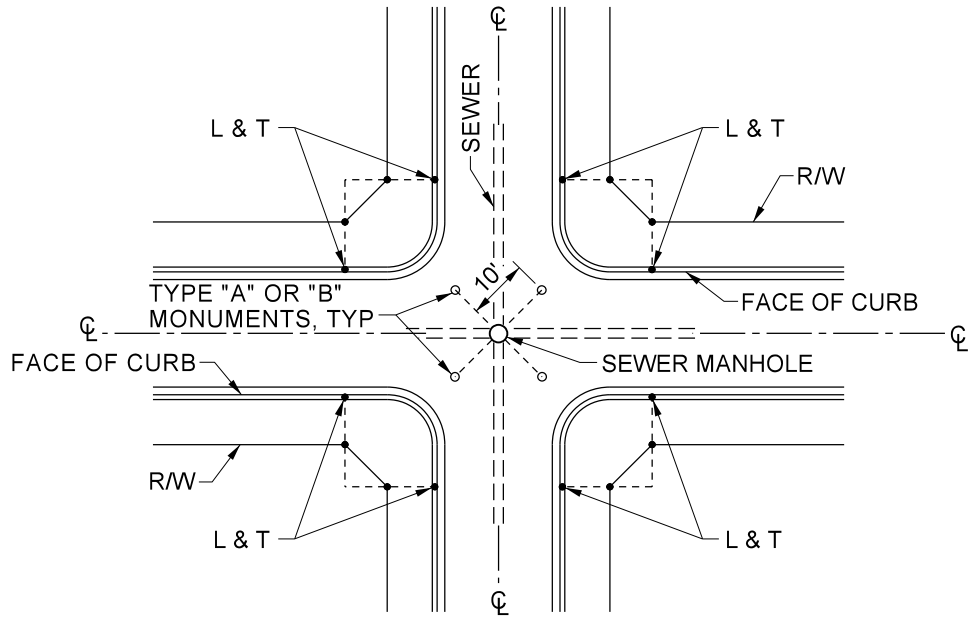 ℄
SEWER
L & T
L & T
R/W
10'
TYPE "A" OR "B"
MONUMENTS, TYP
FACE OF CURB
℄
℄
FACE OF CURB
SEWER MANHOLE
R/W
L & T
L & T
℄